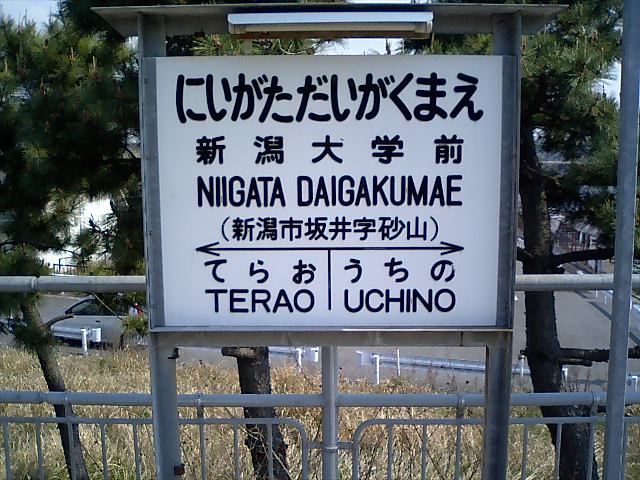 にいがただいがくまえ
新潟大学前
NIIGATA DAIGAKUMAE
(新潟市坂井字砂山)
てらお うちの
TERAO UCHINO